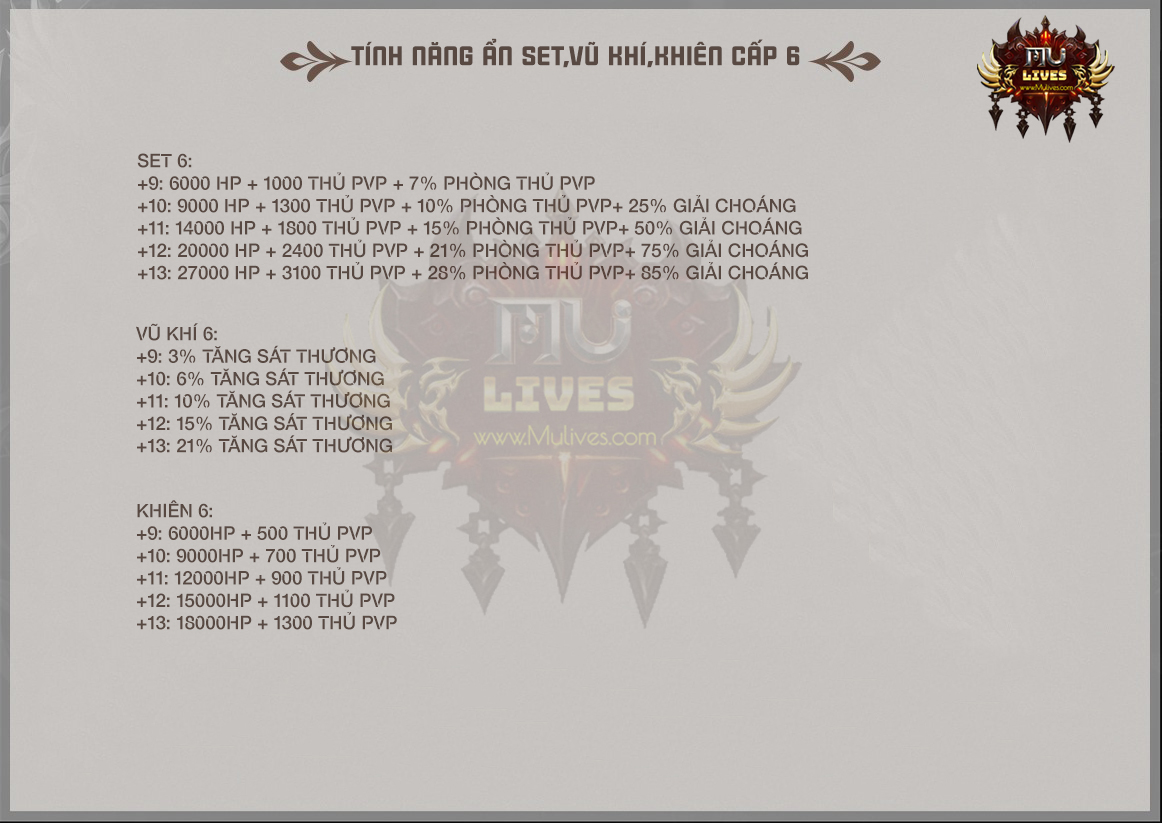 TÍNH NĂNG ẨN SET,VŨ KHÍ,KHIÊN CẤP 6
MU
LIVES
www.Mulives.com
SET 6:
+9: 6000 HP + 1000 THỦ PVP + 7% PHÒNG THỦ PVP
+10: 9000 HP + 1300 THỦ PVP + 10% PHÒNG THỦ PVP+ 25% GIẢI CHOÁNG
+11: 14000 HP + 1800 THỦ PVP + 15% PHÒNG THỦ PVP+ 50% GIẢI CHOÁNG
+12: 20000 HP + 2400 THỦ PVP + 21% PHÒNG THỦ PVP+ 75% GIẢI CHOÁNG
+13: 27000 HP + 3100 THỦ PVP + 28% PHÒNG THỦ PVP+ 85% GIẢI CHOÁNG
VŨ KHÍ 6:
+9: 3% TĂNG SÁT THƯƠNG
+10: 6% TĂNG SÁT THƯƠNG
+11: 10% TĂNG SÁT THƯƠNG
+12: 15% TĂNG SÁT THƯƠNG
+13: 21% TĂNG SÁT THƯƠNG
MU
LIVES
www.Mulives.com
KHIÊN 6:
+9: 6000HP + 500 THỦ PVP
+10: 9000HP + 700 THỦ PVP
+11: 12000HP + 900 THỦ PVP
+12: 15000HP + 1100 THỦ PVP
+13: 18000HP + 1300 THỦ PVP